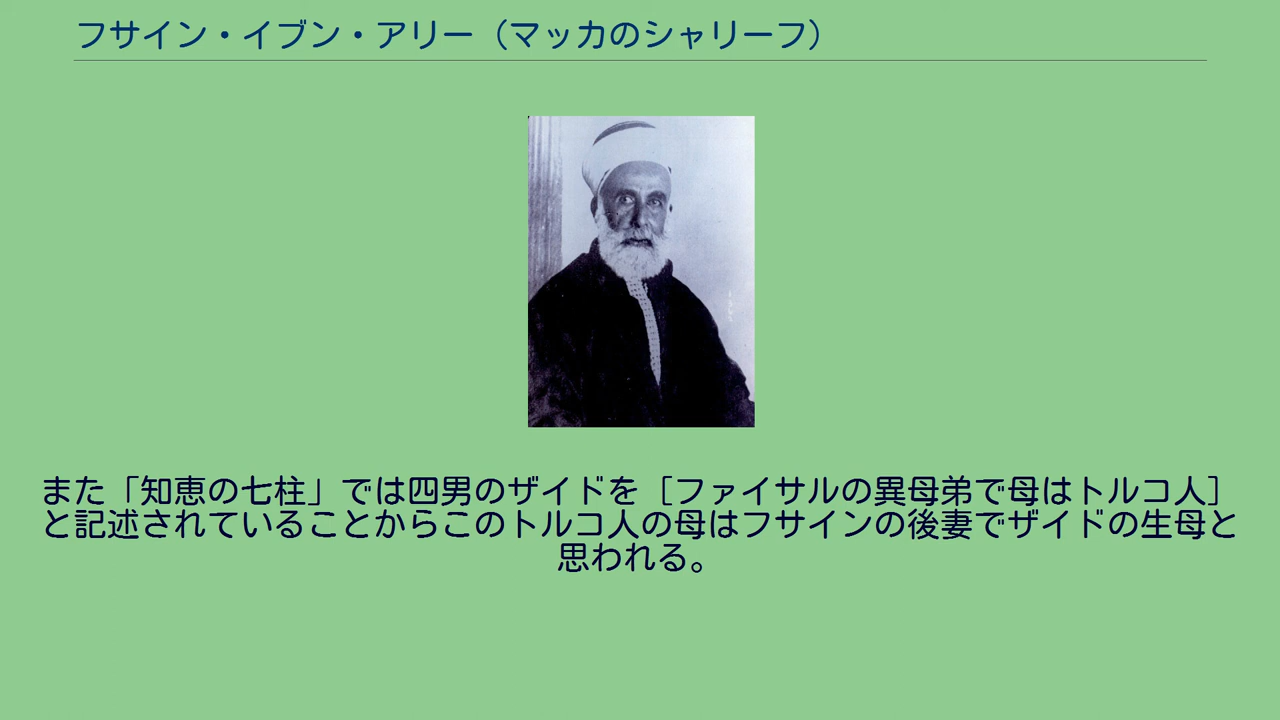 フサイン・イブン・アリー（マッカのシャリーフ）
また「知恵の七柱」では四男のザイドを［ファイサルの異母弟で母はトルコ人］
と記述されていることからこのトルコ人の母はフサインの後妻でザイドの生母と
思われる。